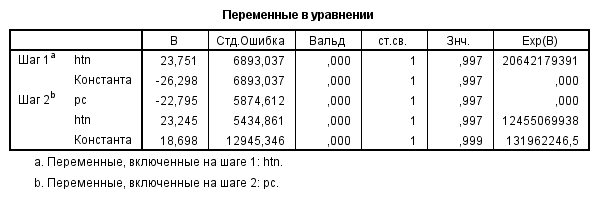 Переменные в уравнении
B Стд.Ошибка Вальд ст.св. Знч. Exp(B)
Шаг 1a htn 23,751 6893,037 ,000 1 ,997 20642179391
Константа -26,298 6893,037 ,000 1 ,997 ,000
Шаг 2b pc -22,795 5874,612 ,000 1 ,997 ,000
htn 23,245 5434,861 ,000 1 ,997 12455069938
Константа 18,698 12945,346 ,000 1 ,999 131962246,5
a. Переменные, включенные на шаге 1: htn.
b. Переменные, включенные на шаге 2: pc.